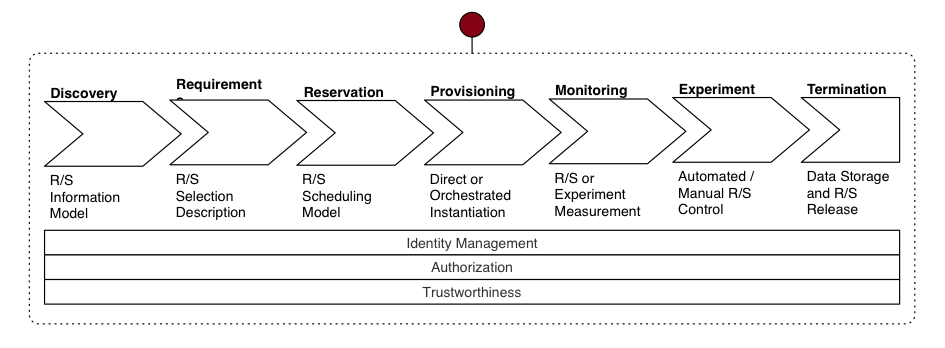 Discovery
Requirement
s
Reservation
Provisioning
Monitoring
Experiment
Termination
R/S
Information
Model
R/S
Selection
Description
R/S
Scheduling
Model
Direct or
Orchestrated
Instantiation
R/S or
Experiment
Measurement
Automated /
Manual R/S
Control
Data Storage
and R/S
Release
Identity Management
Authorization
Trustworthiness